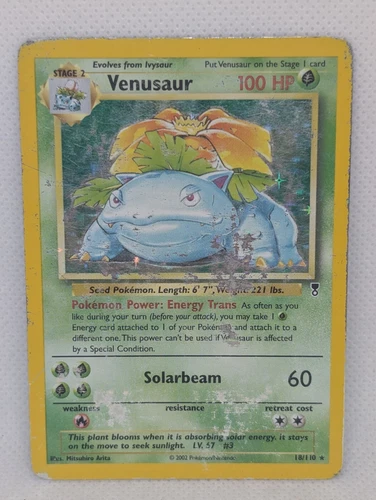 Evolves from Ivysaur Put Venusaur on the Stage 1 card
STAGE 2
Venusaur 100 HP
Seed Pokémon. Length: 6' 7", Weight: 221 lbs.
Pokémon Power: Energy Trans As often as you
like during your turn (before your attack), you may take 1
Energy card attached to 1 of your Pokémon and attach it to a
different one. This power can't be used if Venusaur is affected
by a Special Condition.
Solarbeam 60
weakness resistance retreat cost
This plant blooms when it is absorbing solar energy. It stays
on the move to seek sunlight. LV. 57 #3
Illus. Mitsuhiro Arita © 2002 Pokémon/Nintendo 18/110 ★